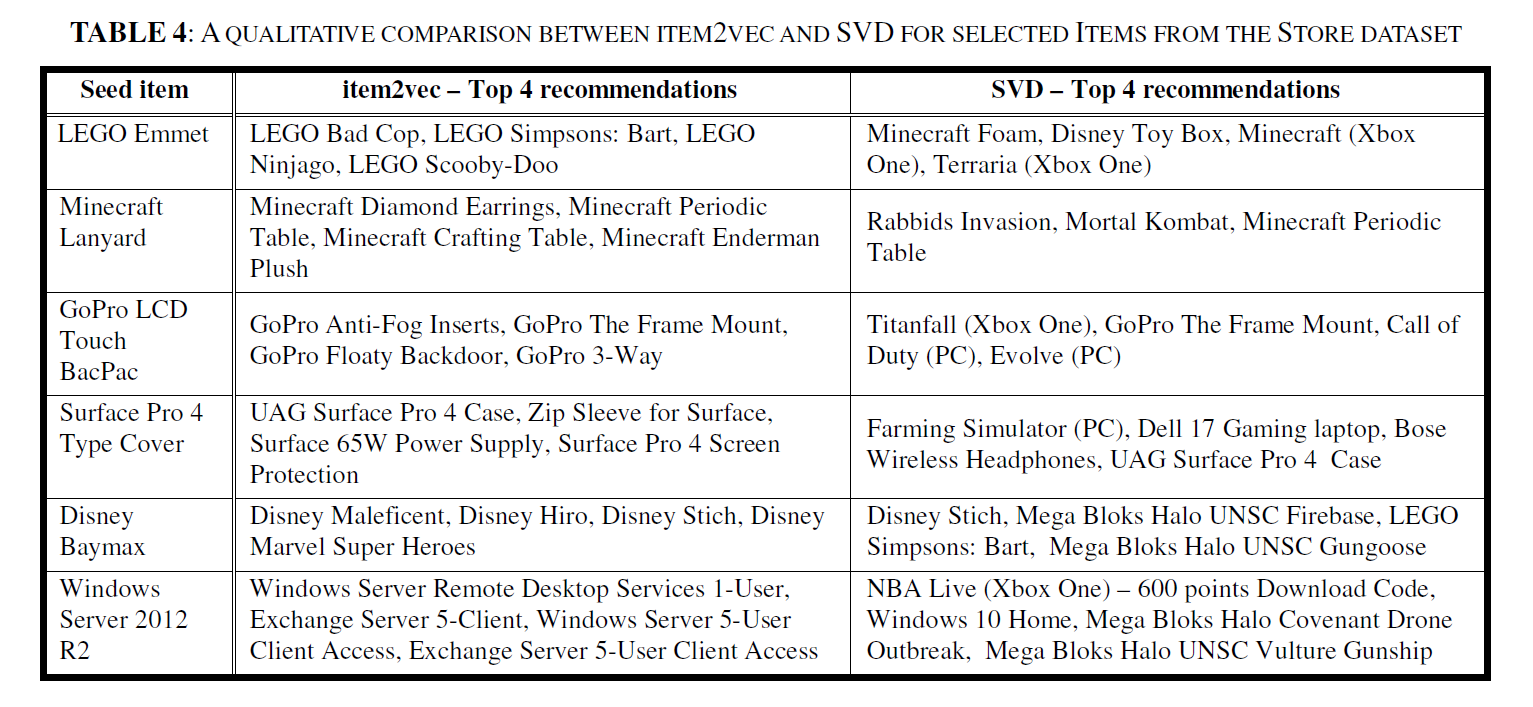 TABLE 4: A QUALITATIVE COMPARISON BETWEEN ITEM2VEC AND SVD FOR SELECTED ITEMS FROM THE STORE DATASET
Seed item
item2vec – Top 4 recommendations
SVD – Top 4 recommendations
LEGO Emmet
LEGO Bad Cop, LEGO Simpsons: Bart, LEGO
Ninjago, LEGO Scooby-Doo
Minecraft Foam, Disney Toy Box, Minecraft (Xbox
One), Terraria (Xbox One)
Minecraft
Lanyard
Minecraft Diamond Earrings, Minecraft Periodic
Table, Minecraft Crafting Table, Minecraft Enderman
Plush
Rabbids Invasion, Mortal Kombat, Minecraft Periodic
Table
GoPro LCD
Touch
BacPac
GoPro Anti-Fog Inserts, GoPro The Frame Mount,
GoPro Floaty Backdoor, GoPro 3-Way
Titanfall (Xbox One), GoPro The Frame Mount, Call of
Duty (PC), Evolve (PC)
Surface Pro 4
Type Cover
UAG Surface Pro 4 Case, Zip Sleeve for Surface,
Surface 65W Power Supply, Surface Pro 4 Screen
Protection
Farming Simulator (PC), Dell 17 Gaming laptop, Bose
Wireless Headphones, UAG Surface Pro 4 Case
Disney
Baymax
Disney Maleficent, Disney Hiro, Disney Stich, Disney
Marvel Super Heroes
Disney Stich, Mega Bloks Halo UNSC Firebase, LEGO
Simpsons: Bart, Mega Bloks Halo UNSC Gungoose
Windows
Server 2012
R2
Windows Server Remote Desktop Services 1-User,
Exchange Server 5-Client, Windows Server 5-User
Client Access, Exchange Server 5-User Client Access
NBA Live (Xbox One) – 600 points Download Code,
Windows 10 Home, Mega Bloks Halo Covenant Drone
Outbreak, Mega Bloks Halo UNSC Vulture Gunship